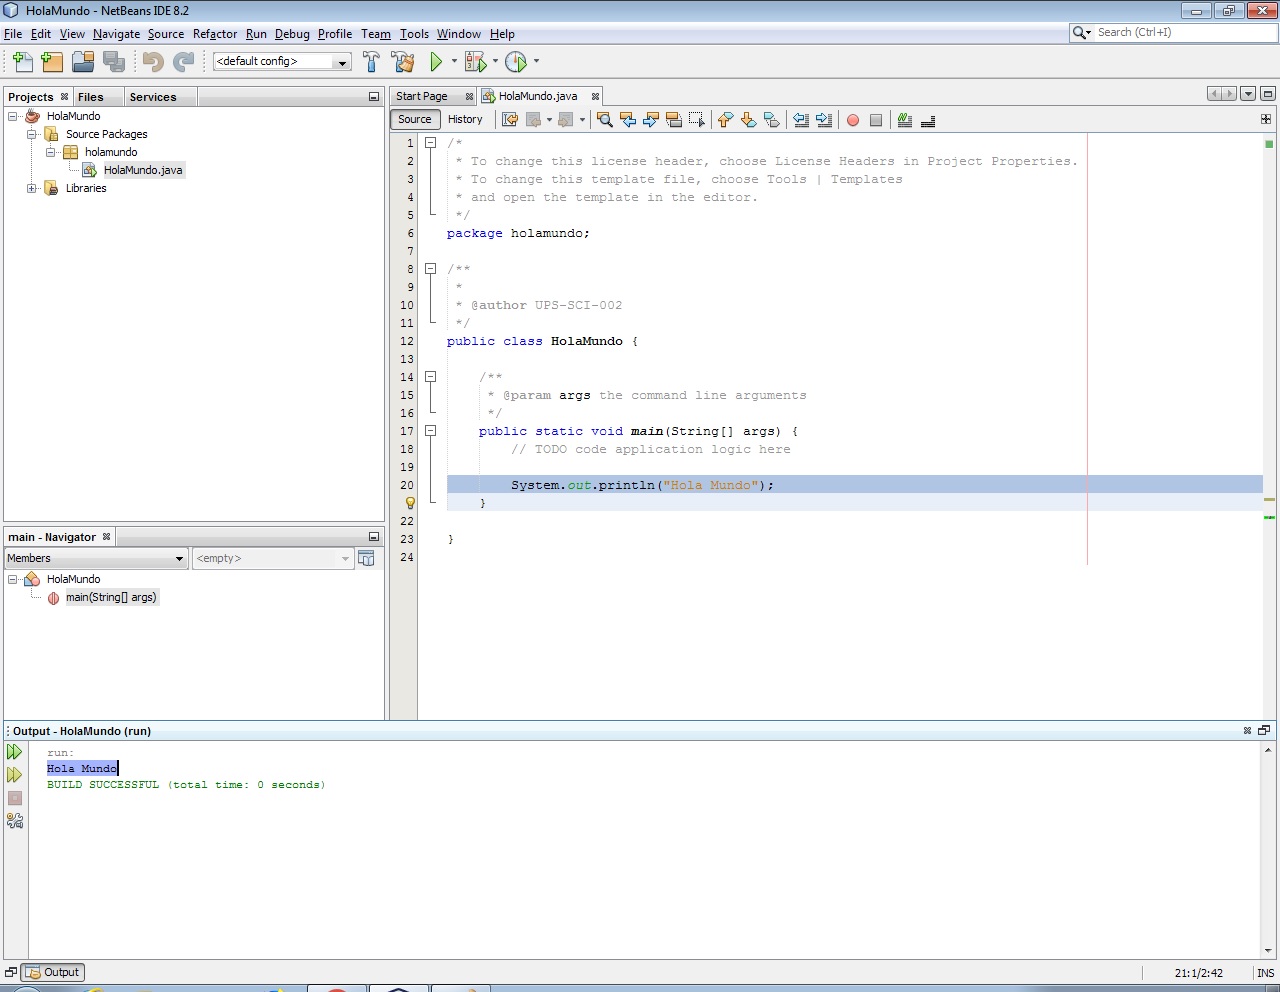 HolaMundo - NetBeans IDE 8.2
File Edit View Navigate Source Refactor Run Debug Profile Team Tools Window Help
Search (Ctrl+I)
<default config>
Projects Files Services
HolaMundo
Source Packages
holamundo
HolaMundo.java
Libraries
main - Navigator
Members <empty>
HolaMundo
main(String[] args)
Start Page HolaMundo.java
Source History
1 /*
2 * To change this license header, choose License Headers in Project Properties.
3 * To change this template file, choose Tools | Templates
4 * and open the template in the editor.
5 */
6 package holamundo;
7
8 /**
9 *
10 * @author UPS-SCI-002
11 */
12 public class HolaMundo {
13
14 /**
15 * @param args the command line arguments
16 */
17 public static void main(String[] args) {
18 // TODO code application logic here
19
20 System.out.println("Hola Mundo");
}
22
23 }
24
Output - HolaMundo (run)
run:
Hola Mundo
BUILD SUCCESSFUL (total time: 0 seconds)
Output
21:1/2:42 INS